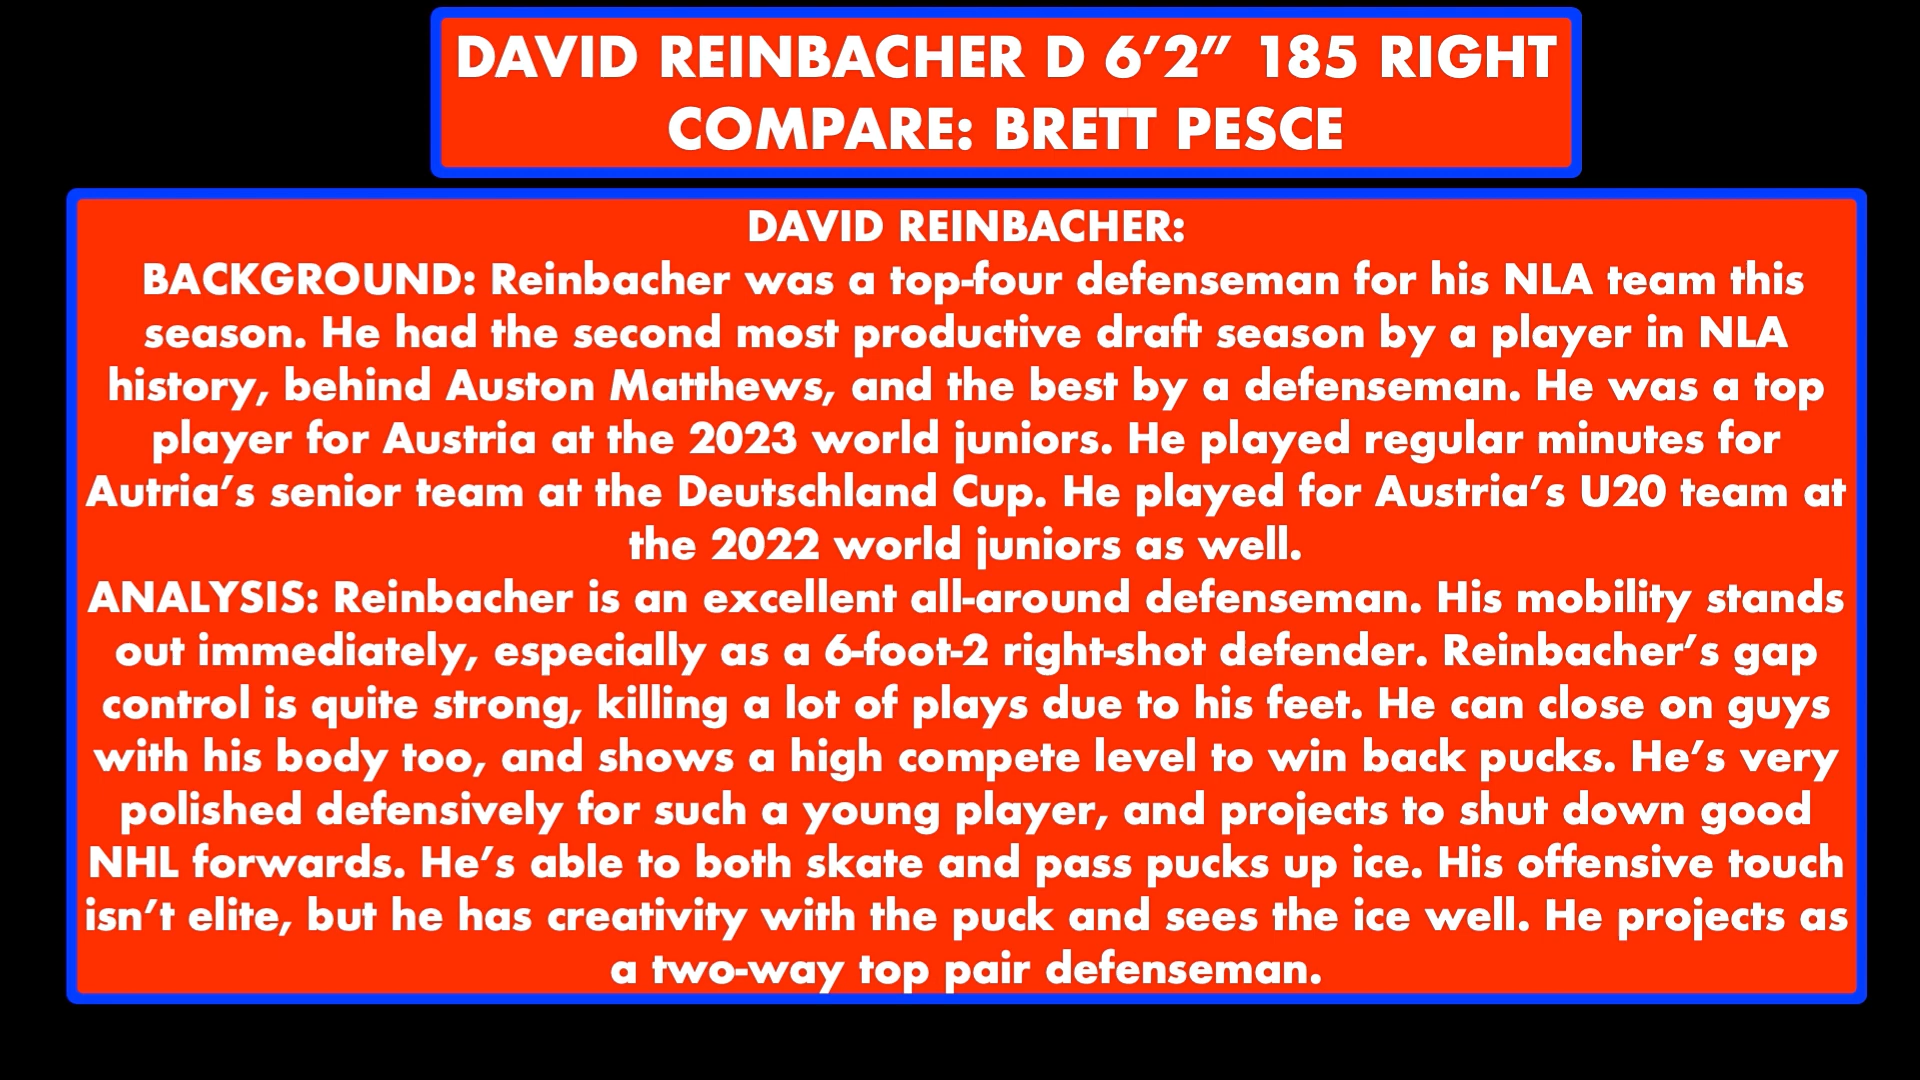 DAVID REINBACHER D 6’2” 185 RIGHT
COMPARE: BRETT PESCE
DAVID REINBACHER:
BACKGROUND: Reinbacher was a top-four defenseman for his NLA team this
season. He had the second most productive draft season by a player in NLA
history, behind Auston Matthews, and the best by a defenseman. He was a top
player for Austria at the 2023 world juniors. He played regular minutes for
Autria’s senior team at the Deutschland Cup. He played for Austria’s U20 team at
the 2022 world juniors as well.
ANALYSIS: Reinbacher is an excellent all-around defenseman. His mobility stands
out immediately, especially as a 6-foot-2 right-shot defender. Reinbacher’s gap
control is quite strong, killing a lot of plays due to his feet. He can close on guys
with his body too, and shows a high compete level to win back pucks. He’s very
polished defensively for such a young player, and projects to shut down good
NHL forwards. He’s able to both skate and pass pucks up ice. His offensive touch
isn’t elite, but he has creativity with the puck and sees the ice well. He projects as
a two-way top pair defenseman.